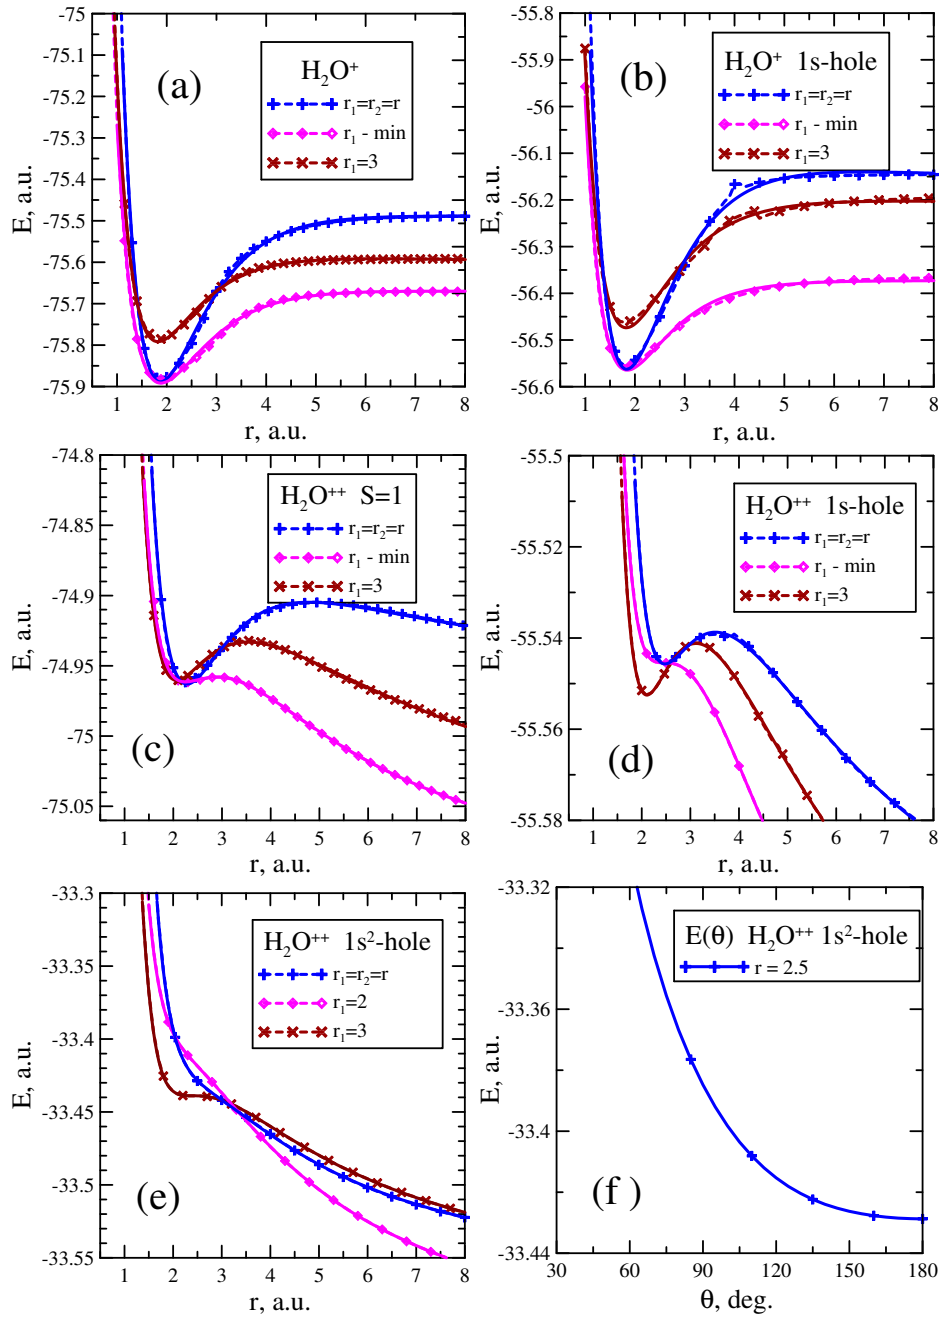 -75
-75.1
-75.2
-75.3
-75.4
-75.5
-75.6
-75.7
-75.8
-75.9
E, a.u.
(a)
H₂O⁺
r₁=r₂=r
r₁ - min
r₁=3
1 2 3 4 5 6 7 8
r, a.u.
-55.8
-55.9
-56
-56.1
-56.2
-56.3
-56.4
-56.5
-56.6
E, a.u.
(b)
H₂O⁺ 1s-hole
r₁=r₂=r
r₁ - min
r₁=3
1 2 3 4 5 6 7 8
r, a.u.
-74.8
-74.85
-74.9
-74.95
-75
-75.05
E, a.u.
H₂O⁺⁺ S=1
r₁=r₂=r
r₁ - min
r₁=3
(c)
1 2 3 4 5 6 7 8
r, a.u.
-55.5
-55.52
-55.54
-55.56
-55.58
E, a.u.
H₂O⁺⁺ 1s-hole
r₁=r₂=r
r₁ - min
r₁=3
(d)
1 2 3 4 5 6 7 8
r, a.u.
-33.3
-33.35
-33.4
-33.45
-33.5
-33.55
E, a.u.
H₂O⁺⁺ 1s²-hole
r₁=r₂=r
r₁=2
r₁=3
(e)
1 2 3 4 5 6 7 8
r, a.u.
-33.32
-33.36
-33.4
-33.44
E, a.u.
E(θ) H₂O⁺⁺ 1s²-hole
r = 2.5
(f )
30 60 90 120 150 180
θ, deg.